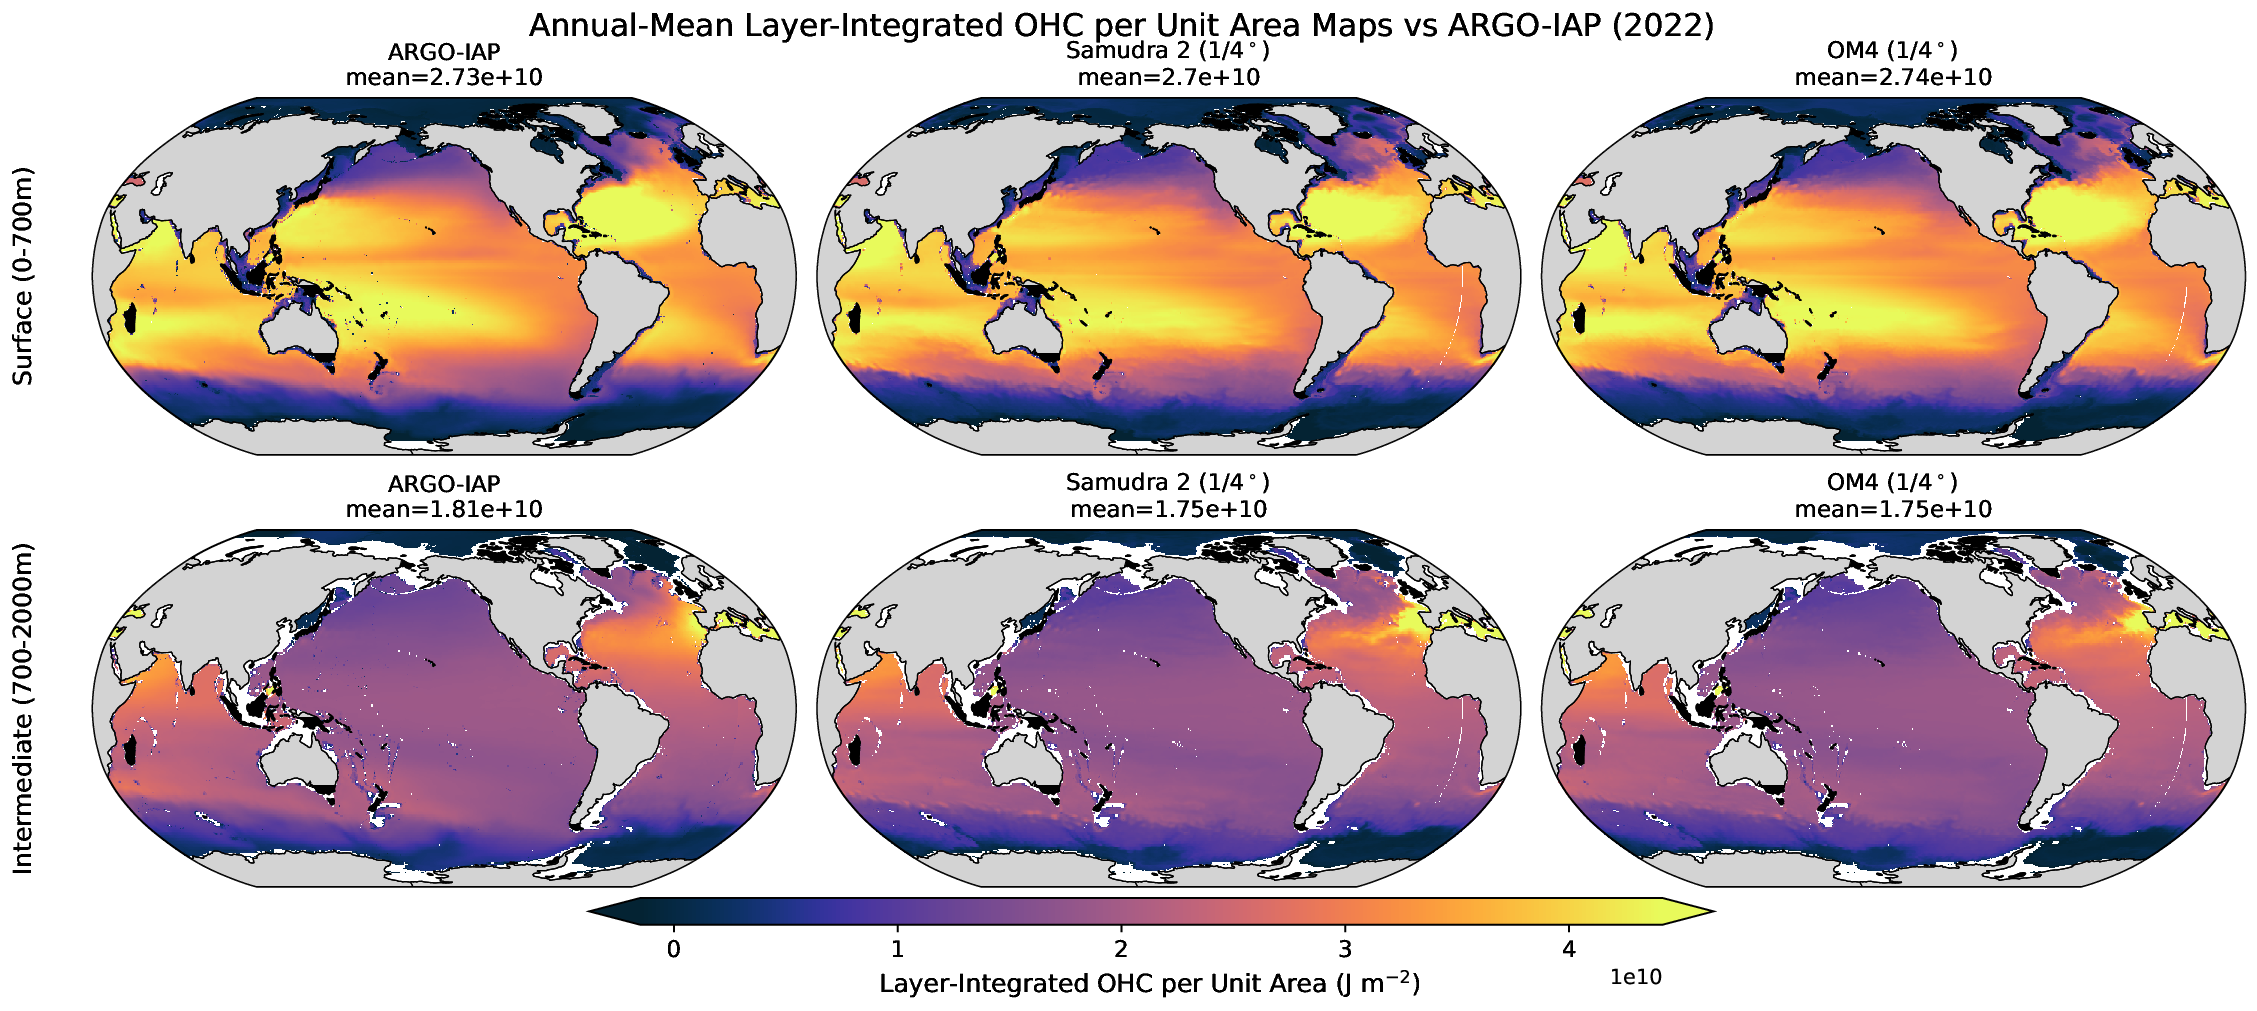 Annual-Mean Layer-Integrated OHC per Unit Area Maps vs ARGO-IAP (2022)
ARGO-IAP
mean=2.73e+10
Samudra 2 (1/4°)
mean=2.7e+10
OM4 (1/4°)
mean=2.74e+10
Surface (0-700m)
ARGO-IAP
mean=1.81e+10
Samudra 2 (1/4°)
mean=1.75e+10
OM4 (1/4°)
mean=1.75e+10
Intermediate (700-2000m)
0 1 2 3 4
1e10
Layer-Integrated OHC per Unit Area (J m⁻²)